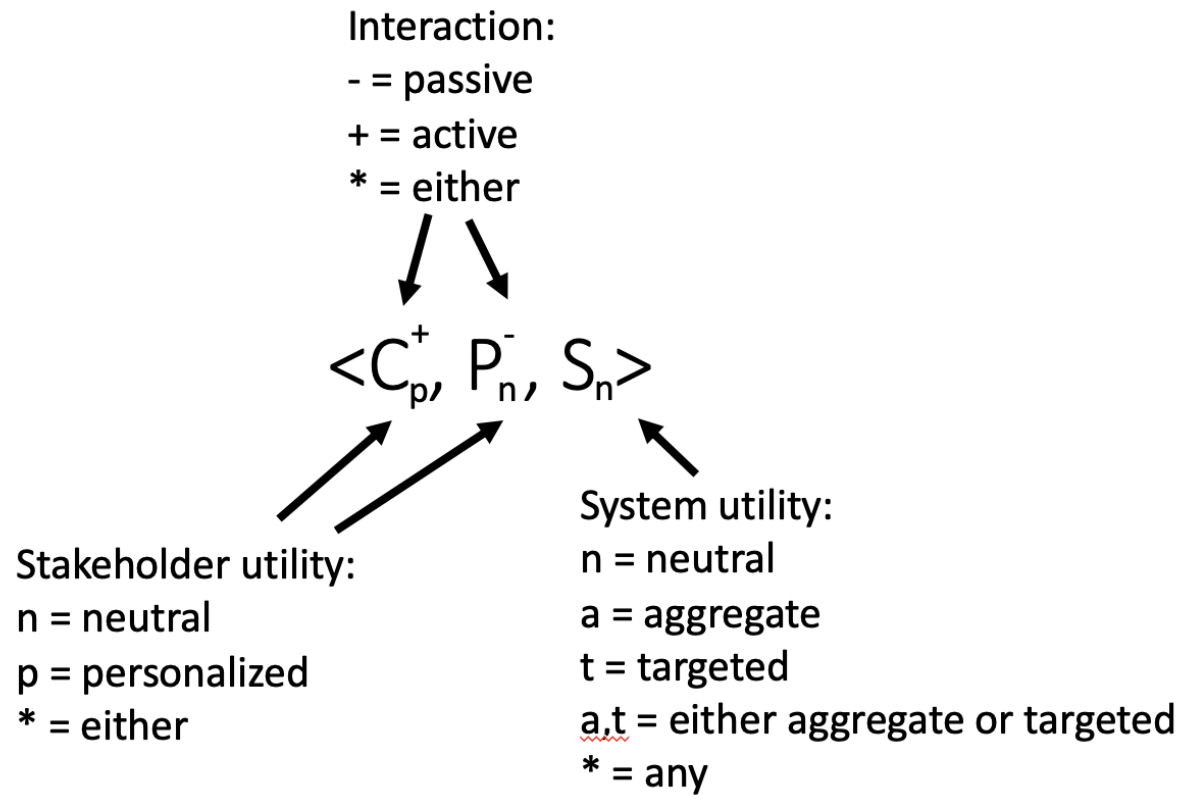 Interaction:
- = passive
+ = active
* = either
<C⁺ₚ, P⁻ₙ, Sₙ>
Stakeholder utility:
n = neutral
p = personalized
* = either
System utility:
n = neutral
a = aggregate
t = targeted
a,t = either aggregate or targeted
* = any